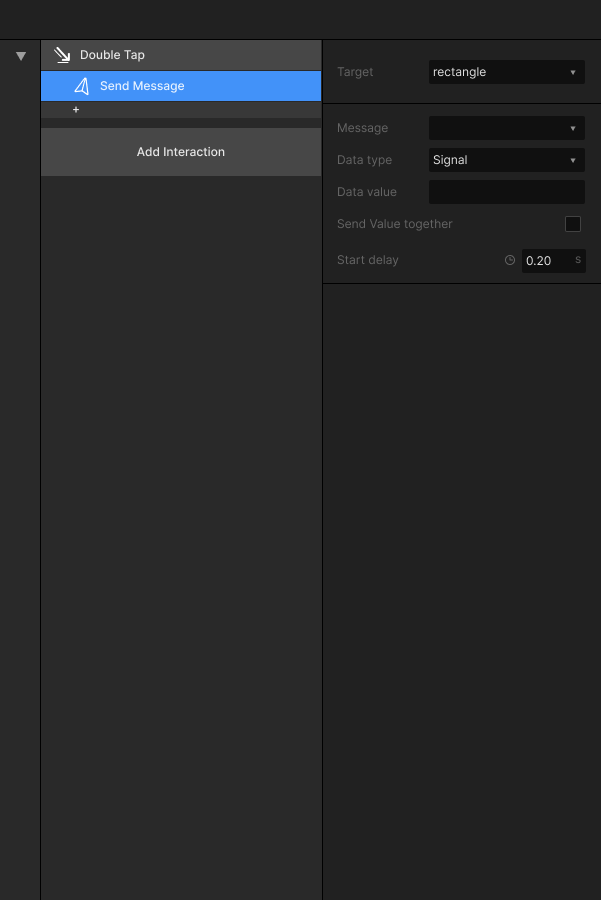 Double Tap
Send Message
+
Add Interaction
Target
rectangle
Message
Data type
Signal
Data value
Send Value together
Start delay
0.20
S